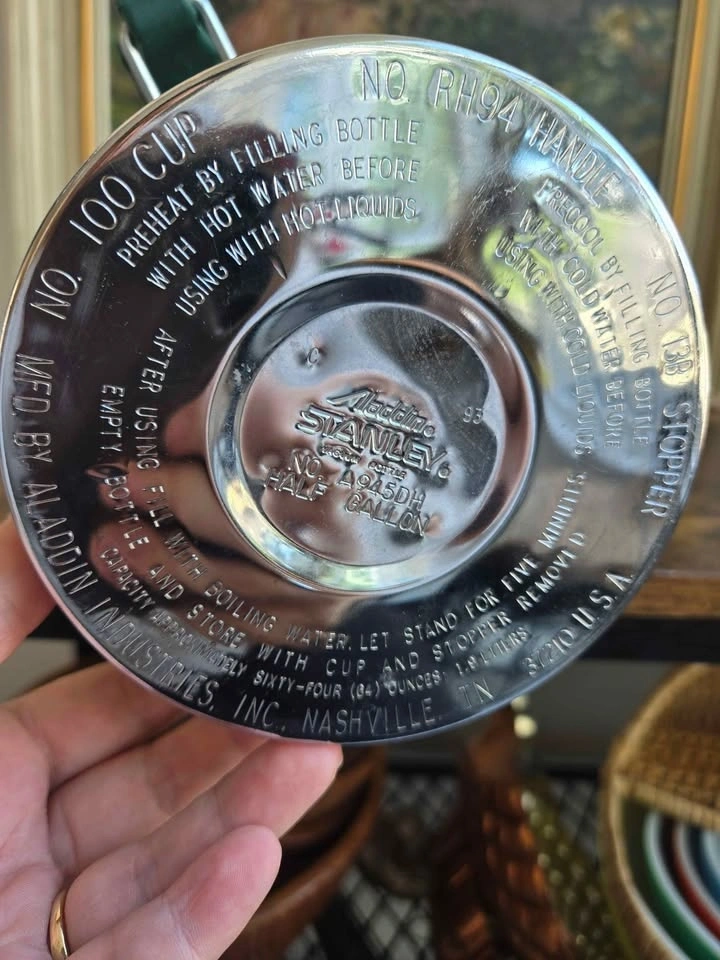 NO. 100 CUP
NO. RH94 HANDLE
NO. 13B STOPPER
MFD. BY ALADDIN INDUSTRIES, INC., NASHVILLE, TN 37210 U.S.A.
PREHEAT BY FILLING BOTTLE
WITH HOT WATER BEFORE
USING WITH HOT LIQUIDS
PRECOOL BY FILLING BOTTLE
WITH COLD WATER BEFORE
USING WITH COLD LIQUIDS
AFTER USING FILL WITH BOILING WATER. LET STAND FOR FIVE MINUTES
EMPTY BOTTLE AND STORE WITH CUP AND STOPPER REMOVED
CAPACITY APPROXIMATELY SIXTY-FOUR (64) OUNCES, 1.9 LITERS
C 93
Aladdin
STANLEY®
VACUUM BOTTLE
NO. A945DH
HALF GALLON